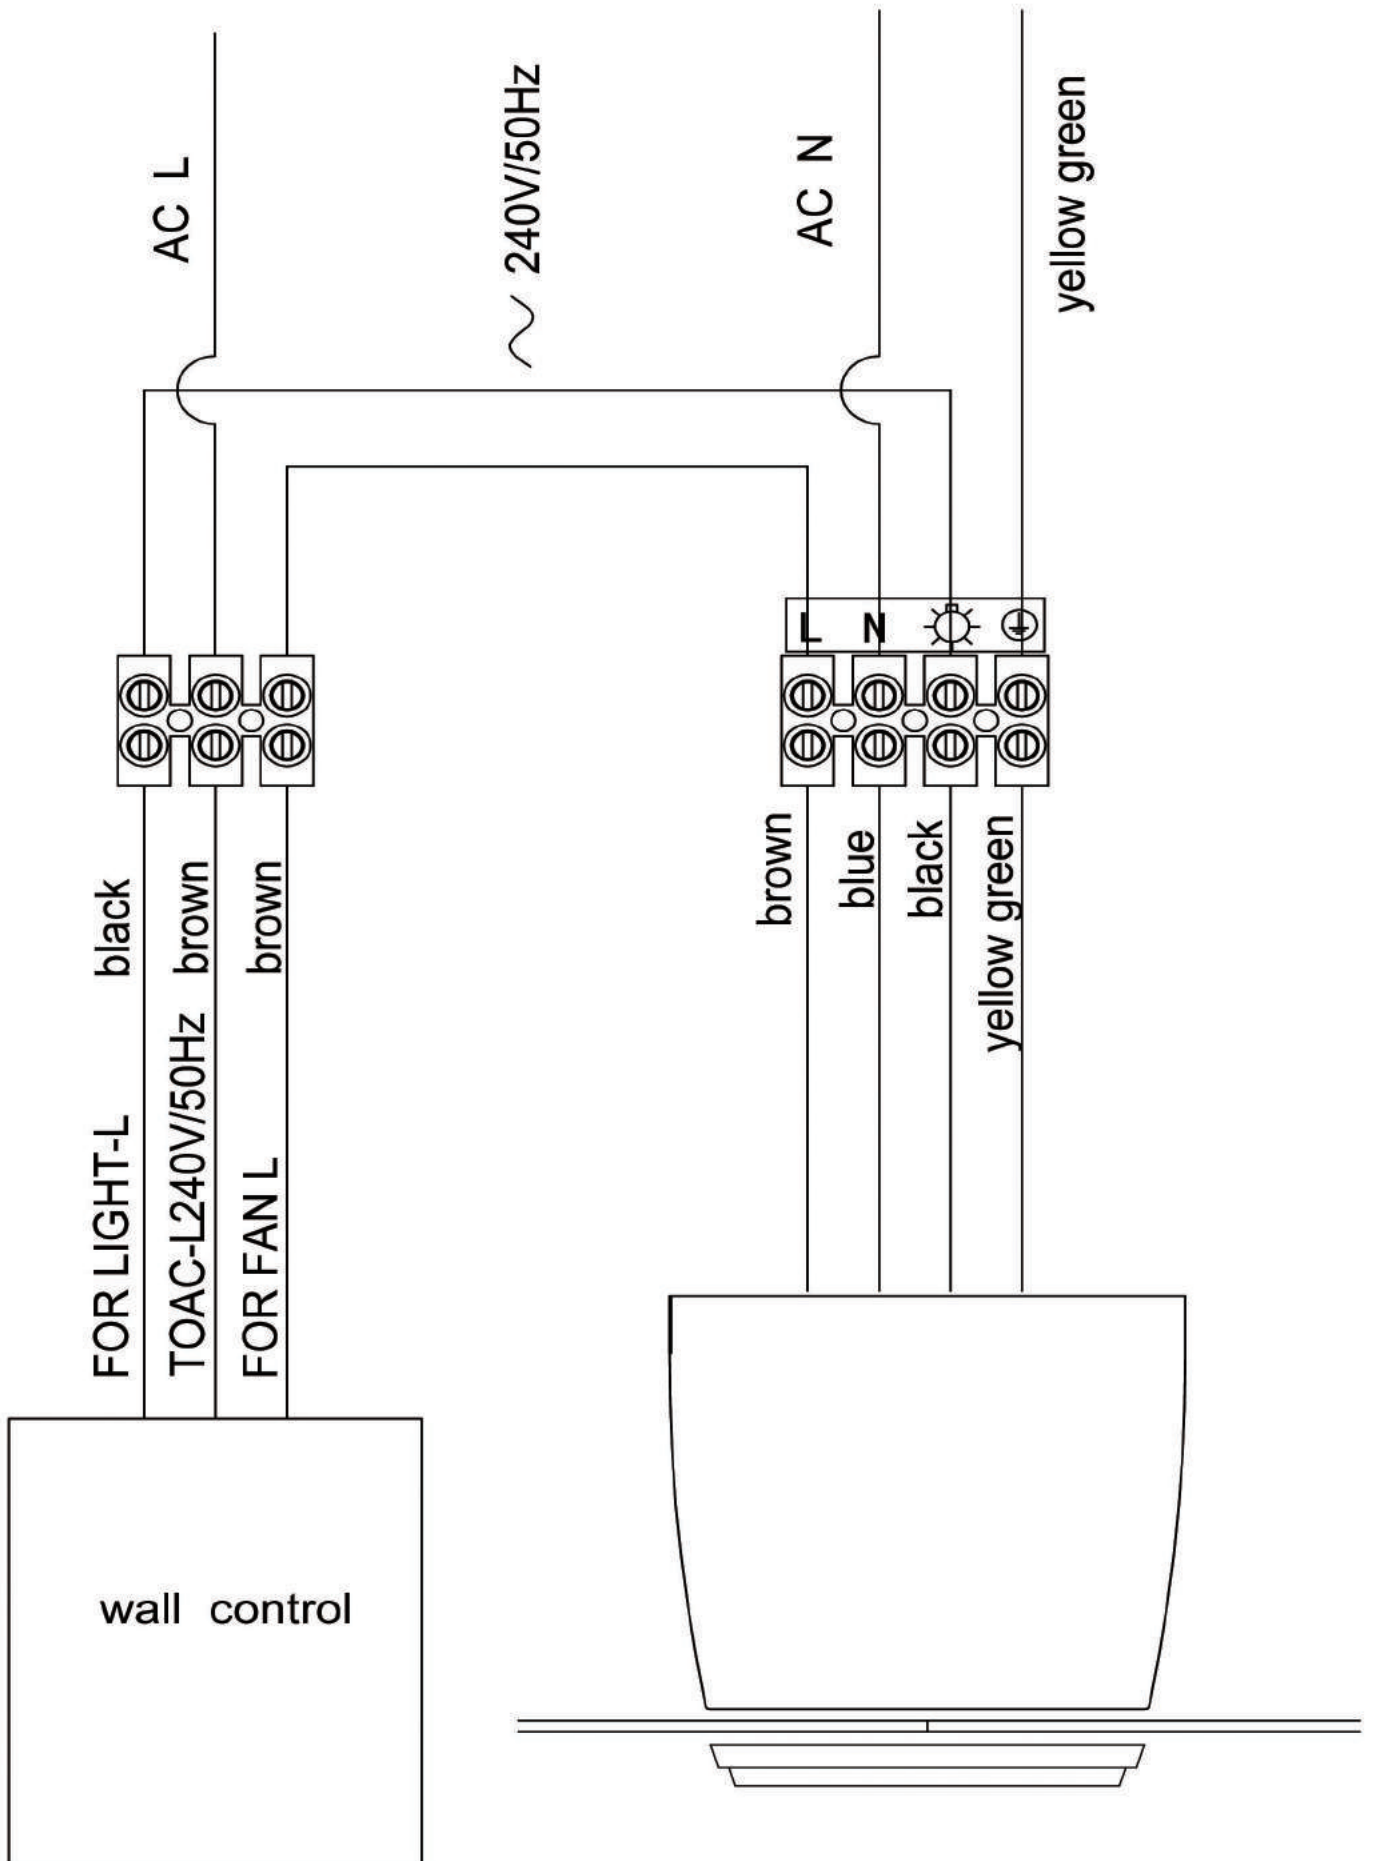 AC L
240V/50Hz
AC N
yellow green
L N
black
brown
brown
brown
blue
black
yellow green
FOR LIGHT-L
TOAC-L240V/50Hz
FOR FAN L
wall control